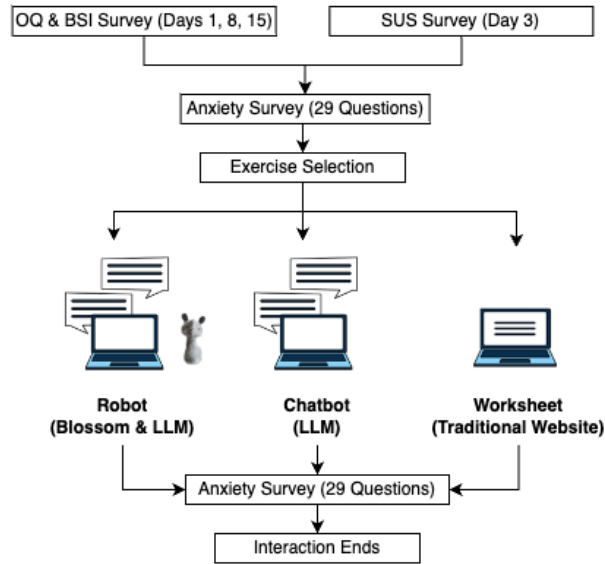 OQ & BSI Survey (Days 1, 8, 15)
SUS Survey (Day 3)
Anxiety Survey (29 Questions)
Exercise Selection
Robot
(Blossom & LLM)
Chatbot
(LLM)
Worksheet
(Traditional Website)
Anxiety Survey (29 Questions)
Interaction Ends